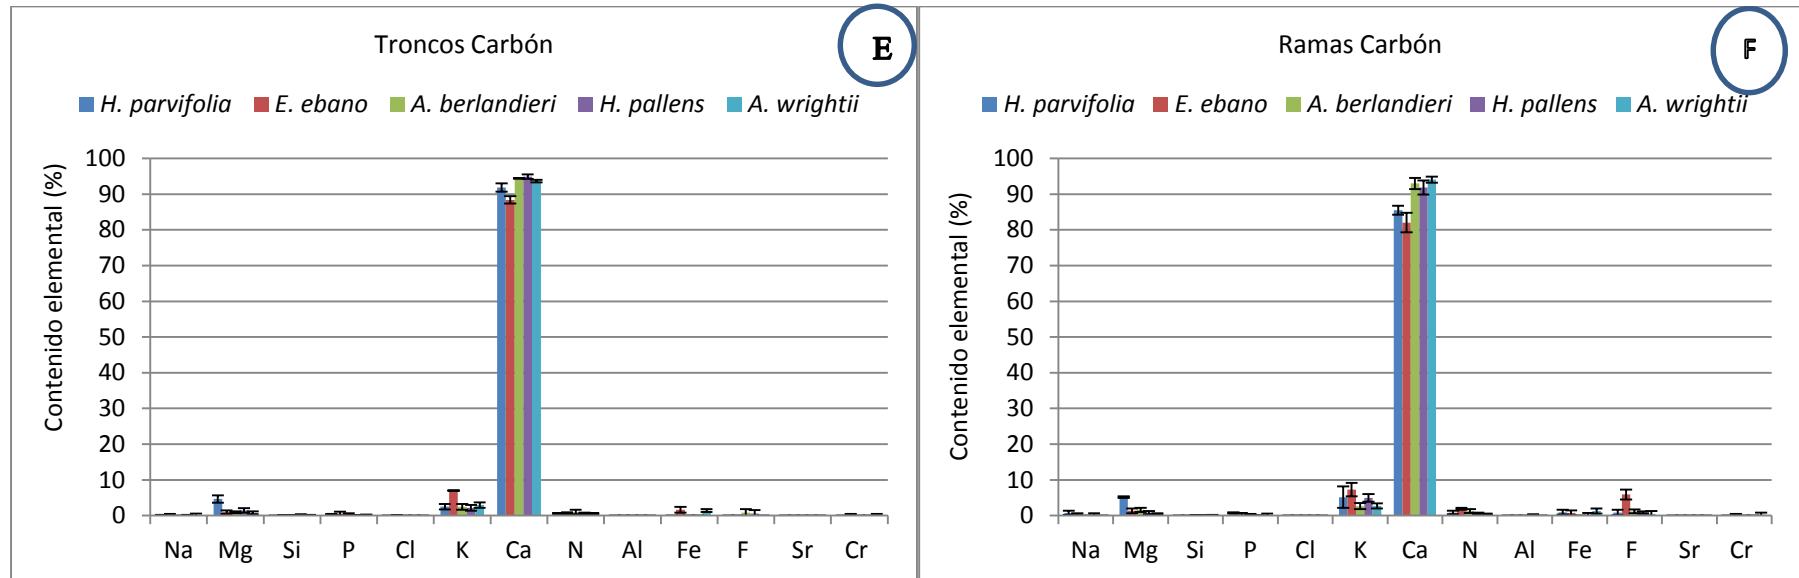 Troncos Carbón
E
H. parvifolia E. ebano A. berlandieri H. pallens A. wrightii
Contenido elemental (%)
100
90
80
70
60
50
40
30
20
10
0
Na Mg Si P Cl K Ca N Al Fe F Sr Cr
Ramas Carbón
F
H. parvifolia E. ebano A. berlandieri H. pallens A. wrightii
Contenido elemental (%)
100
90
80
70
60
50
40
30
20
10
0
Na Mg Si P Cl K Ca N Al Fe F Sr Cr